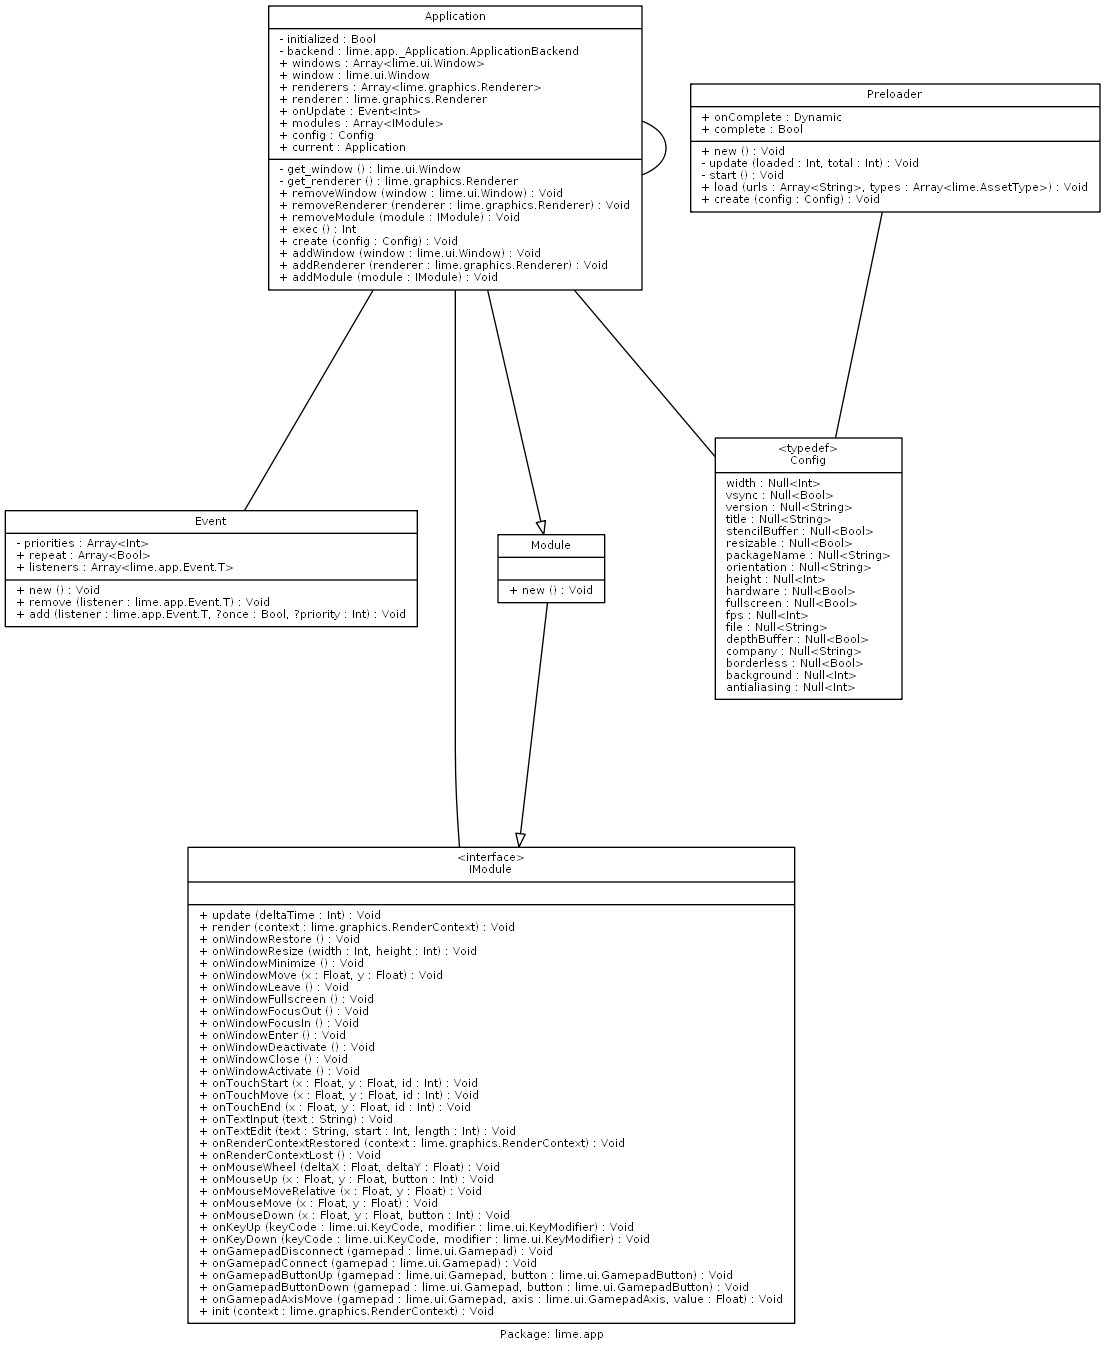 Application
- initialized : Bool
- backend : lime.app._Application.ApplicationBackend
+ windows : Array<lime.ui.Window>
+ window : lime.ui.Window
+ renderers : Array<lime.graphics.Renderer>
+ renderer : lime.graphics.Renderer
+ onUpdate : Event<Int>
+ modules : Array<IModule>
+ config : Config
+ current : Application
- get_window () : lime.ui.Window
- get_renderer () : lime.graphics.Renderer
+ removeWindow (window : lime.ui.Window) : Void
+ removeRenderer (renderer : lime.graphics.Renderer) : Void
+ removeModule (module : IModule) : Void
+ exec () : Int
+ create (config : Config) : Void
+ addWindow (window : lime.ui.Window) : Void
+ addRenderer (renderer : lime.graphics.Renderer) : Void
+ addModule (module : IModule) : Void
Preloader
+ onComplete : Dynamic
+ complete : Bool
+ new () : Void
- update (loaded : Int, total : Int) : Void
- start () : Void
+ load (urls : Array<String>, types : Array<lime.AssetType>) : Void
+ create (config : Config) : Void
Event
- priorities : Array<Int>
+ repeat : Array<Bool>
+ listeners : Array<lime.app.Event.T>
+ new () : Void
+ remove (listener : lime.app.Event.T) : Void
+ add (listener : lime.app.Event.T, ?once : Bool, ?priority : Int) : Void
Module
+ new () : Void
<typedef>
Config
width : Null<Int>
vsync : Null<Bool>
version : Null<String>
title : Null<String>
stencilBuffer : Null<Bool>
resizable : Null<Bool>
packageName : Null<String>
orientation : Null<String>
height : Null<Int>
hardware : Null<Bool>
fullscreen : Null<Bool>
fps : Null<Int>
file : Null<String>
depthBuffer : Null<Bool>
company : Null<String>
borderless : Null<Bool>
background : Null<Int>
antialiasing : Null<Int>
<interface>
IModule
+ update (deltaTime : Int) : Void
+ render (context : lime.graphics.RenderContext) : Void
+ onWindowRestore () : Void
+ onWindowResize (width : Int, height : Int) : Void
+ onWindowMinimize () : Void
+ onWindowMove (x : Float, y : Float) : Void
+ onWindowLeave () : Void
+ onWindowFullscreen () : Void
+ onWindowFocusOut () : Void
+ onWindowFocusIn () : Void
+ onWindowEnter () : Void
+ onWindowDeactivate () : Void
+ onWindowClose () : Void
+ onWindowActivate () : Void
+ onTouchStart (x : Float, y : Float, id : Int) : Void
+ onTouchMove (x : Float, y : Float, id : Int) : Void
+ onTouchEnd (x : Float, y : Float, id : Int) : Void
+ onTextInput (text : String) : Void
+ onTextEdit (text : String, start : Int, length : Int) : Void
+ onRenderContextRestored (context : lime.graphics.RenderContext) : Void
+ onRenderContextLost () : Void
+ onMouseWheel (deltaX : Float, deltaY : Float) : Void
+ onMouseUp (x : Float, y : Float, button : Int) : Void
+ onMouseMoveRelative (x : Float, y : Float) : Void
+ onMouseMove (x : Float, y : Float) : Void
+ onMouseDown (x : Float, y : Float, button : Int) : Void
+ onKeyUp (keyCode : lime.ui.KeyCode, modifier : lime.ui.KeyModifier) : Void
+ onKeyDown (keyCode : lime.ui.KeyCode, modifier : lime.ui.KeyModifier) : Void
+ onGamepadDisconnect (gamepad : lime.ui.Gamepad) : Void
+ onGamepadConnect (gamepad : lime.ui.Gamepad) : Void
+ onGamepadButtonUp (gamepad : lime.ui.Gamepad, button : lime.ui.GamepadButton) : Void
+ onGamepadButtonDown (gamepad : lime.ui.Gamepad, button : lime.ui.GamepadButton) : Void
+ onGamepadAxisMove (gamepad : lime.ui.Gamepad, axis : lime.ui.GamepadAxis, value : Float) : Void
+ init (context : lime.graphics.RenderContext) : Void
Package: lime.app